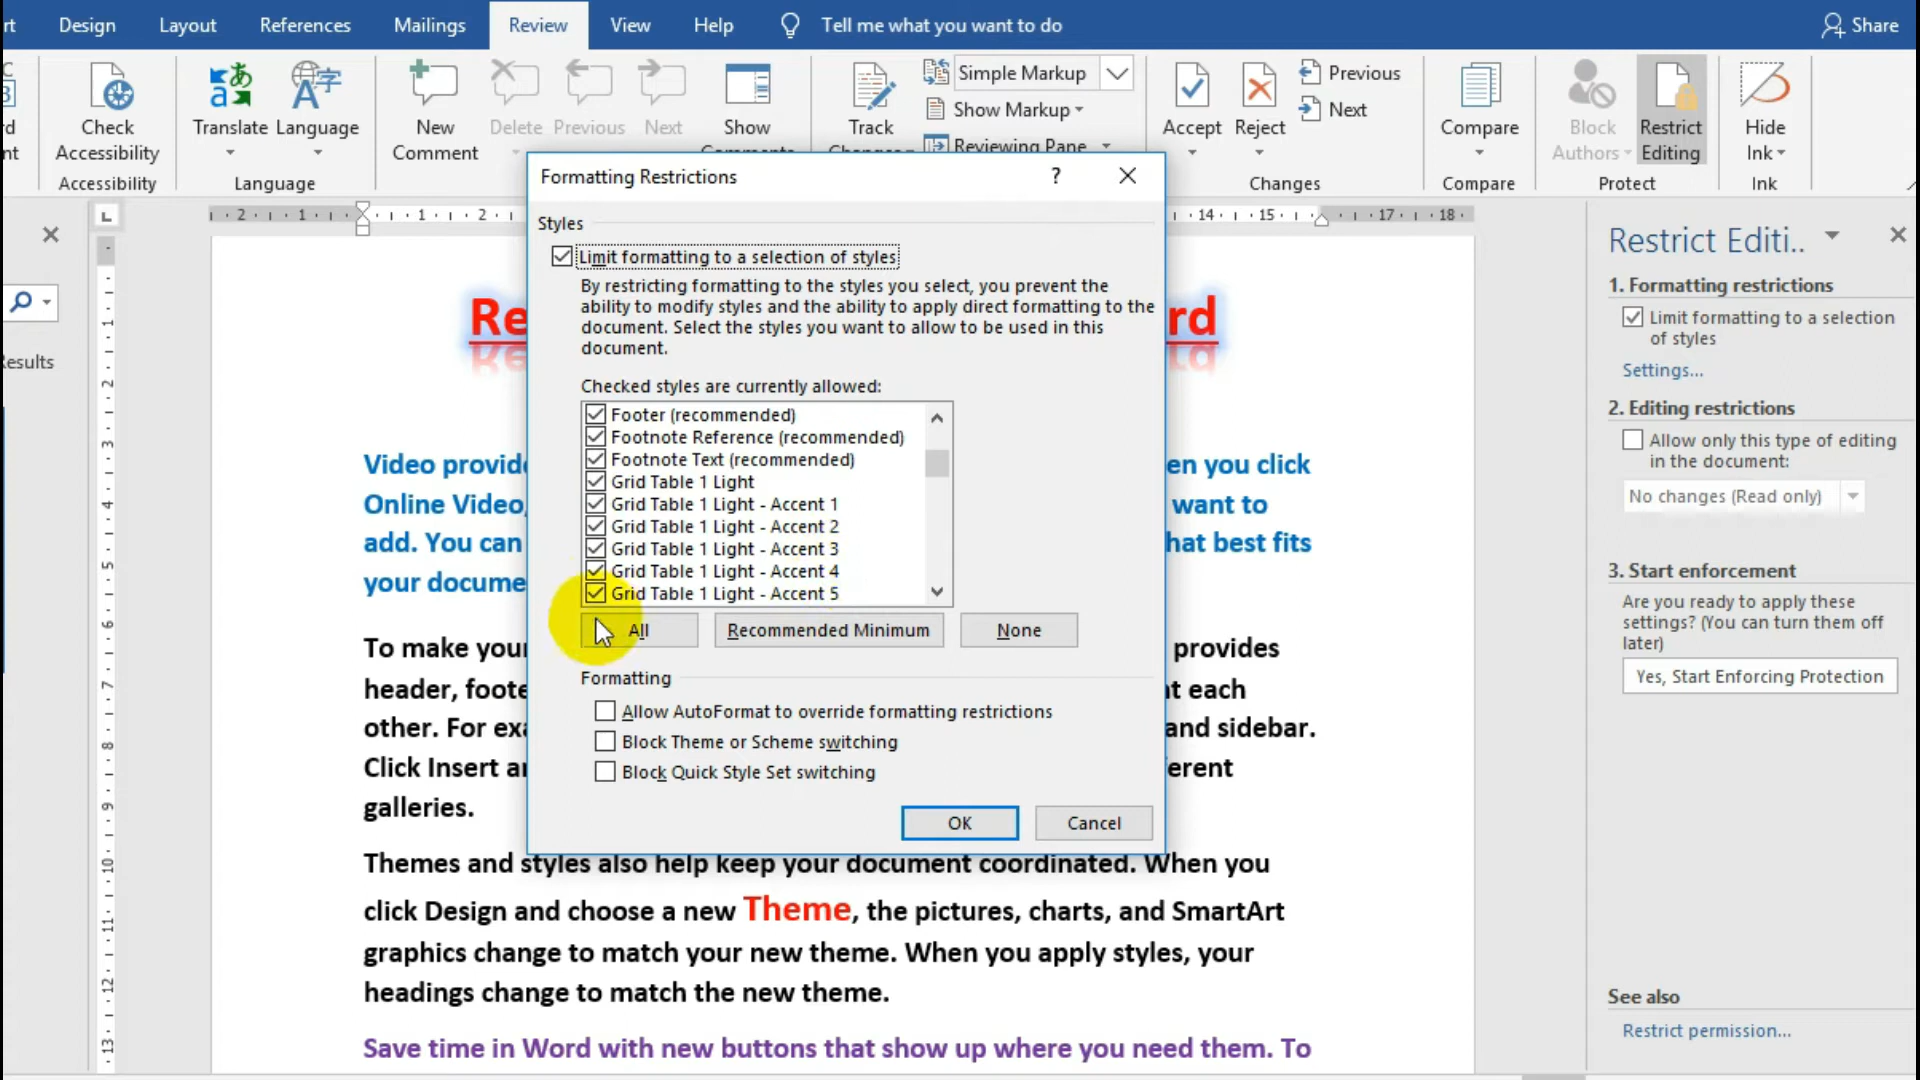 Design Layout References Mailings Review View Help Tell me what you want to do Share
Check Accessibility
Translate Language
New Comment
Delete Previous Next
Show
Track
Simple Markup
Show Markup
Reviewing Pane
Accept Reject
Previous
Next
Compare
Block Authors
Restrict Editing
Hide Ink
Accessibility Language Changes Compare Protect Ink
Formatting Restrictions ?
Styles
Limit formatting to a selection of styles
By restricting formatting to the styles you select, you prevent the
ability to modify styles and the ability to apply direct formatting to the
document. Select the styles you want to allow to be used in this
document.
Checked styles are currently allowed:
Footer (recommended)
Footnote Reference (recommended)
Footnote Text (recommended)
Grid Table 1 Light
Grid Table 1 Light - Accent 1
Grid Table 1 Light - Accent 2
Grid Table 1 Light - Accent 3
Grid Table 1 Light - Accent 4
Grid Table 1 Light - Accent 5
All Recommended Minimum None
Formatting
Allow AutoFormat to override formatting restrictions
Block Theme or Scheme switching
Block Quick Style Set switching
OK Cancel
Video en you click
Online Video, want to
add. You can hat best fits
your
To make your provides
header, each
other. For and sidebar.
Click Insert
galleries.
Themes and styles also help keep your document coordinated. When you
click Design and choose a new Theme, the pictures, charts, and SmartArt
graphics change to match your new theme. When you apply styles, your
headings change to match the new theme.
Save time in Word with new buttons that show up where you need them. To
Restrict Editi..
1. Formatting restrictions
Limit formatting to a selection
of styles
Settings...
2. Editing restrictions
Allow only this type of editing
in the document:
No changes (Read only)
3. Start enforcement
Are you ready to apply these
settings? (You can turn them off
later)
Yes, Start Enforcing Protection
See also
Restrict permission...